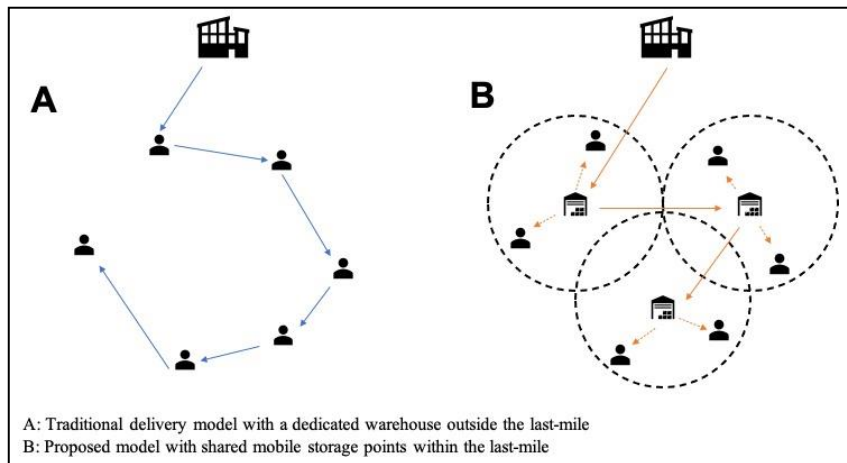 A
B
A: Traditional delivery model with a dedicated warehouse outside the last-mile
B: Proposed model with shared mobile storage points within the last-mile